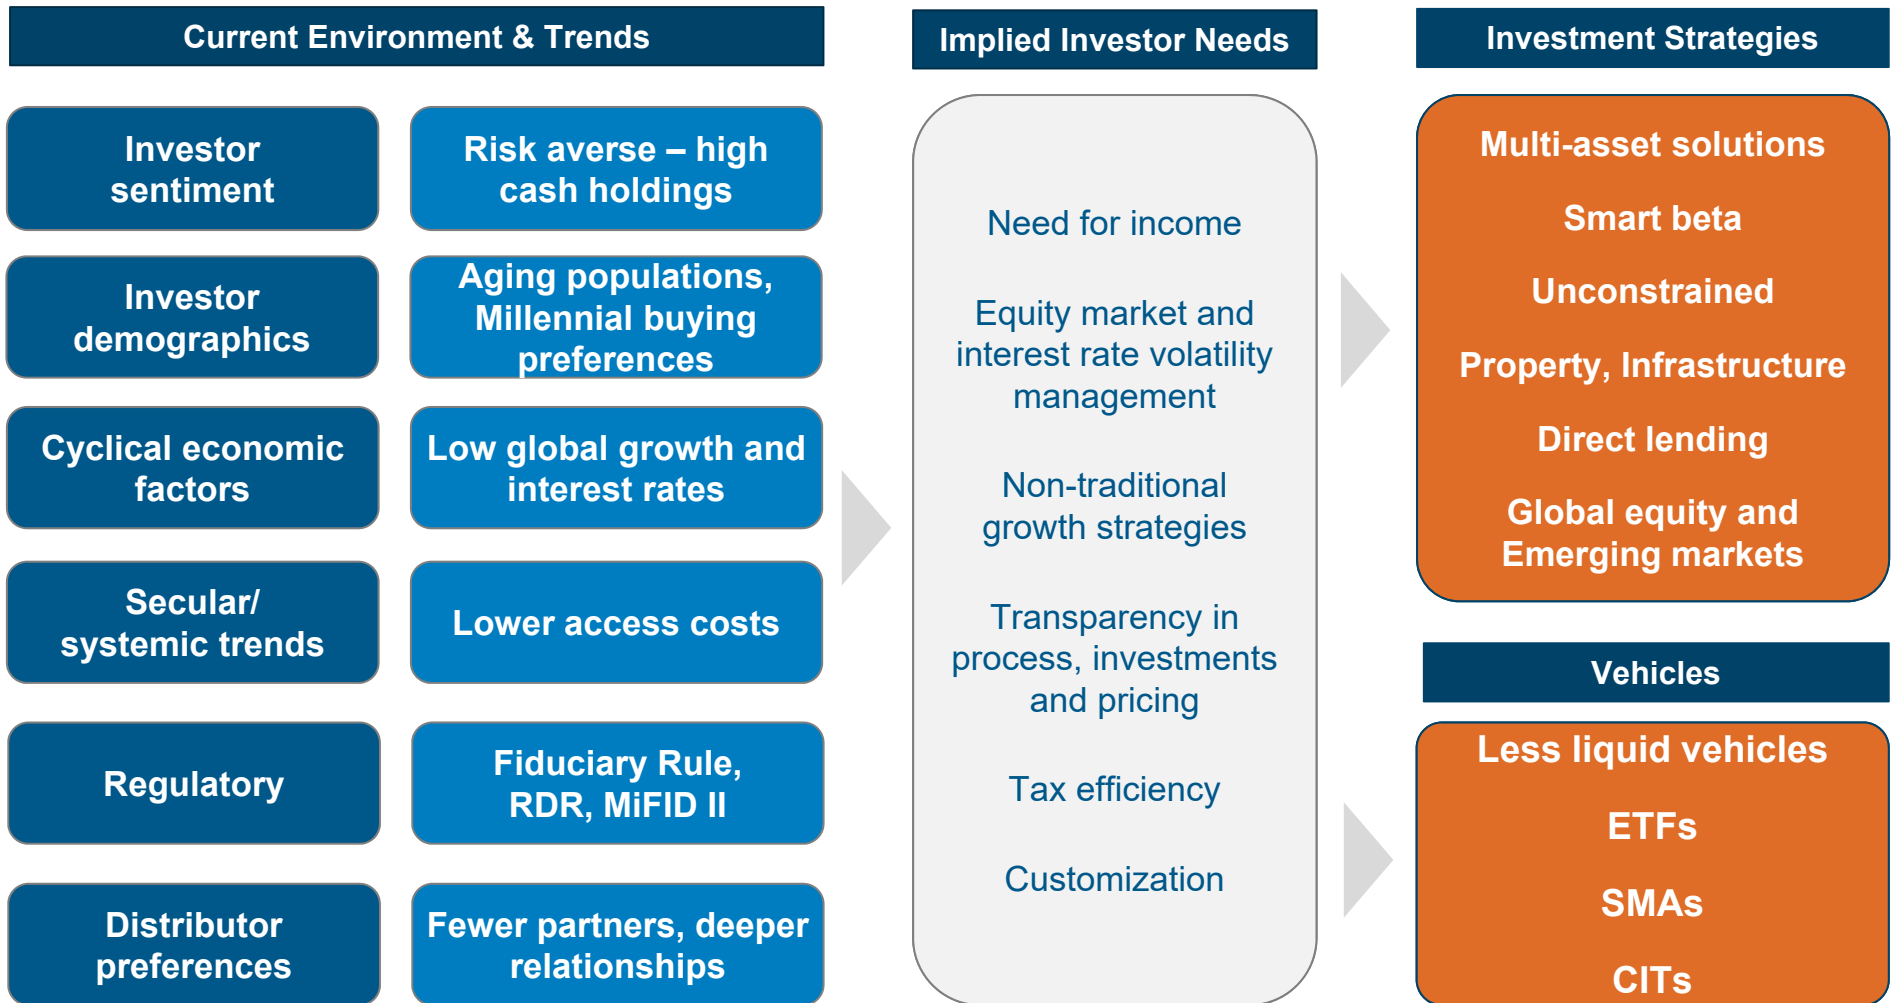 Current Environment & Trends
Investor
sentiment
Risk averse – high
cash holdings
Investor
demographics
Aging populations,
Millennial buying
preferences
Cyclical economic
factors
Low global growth and
interest rates
Secular/
systemic trends
Lower access costs
Regulatory
Fiduciary Rule,
RDR, MiFID II
Distributor
preferences
Fewer partners, deeper
relationships
Implied Investor Needs
Need for income
Equity market and
interest rate volatility
management
Non-traditional
growth strategies
Transparency in
process, investments
and pricing
Tax efficiency
Customization
Investment Strategies
Multi-asset solutions
Smart beta
Unconstrained
Property, Infrastructure
Direct lending
Global equity and
Emerging markets
Vehicles
Less liquid vehicles
ETFs
SMAs
CITs